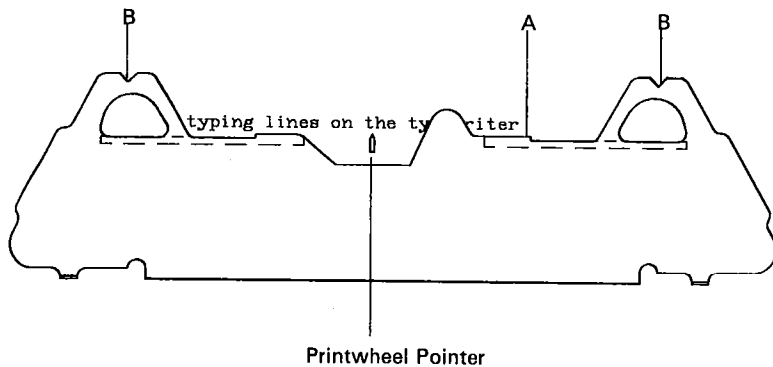 B A B
typing lines on the ty riter
Printwheel Pointer